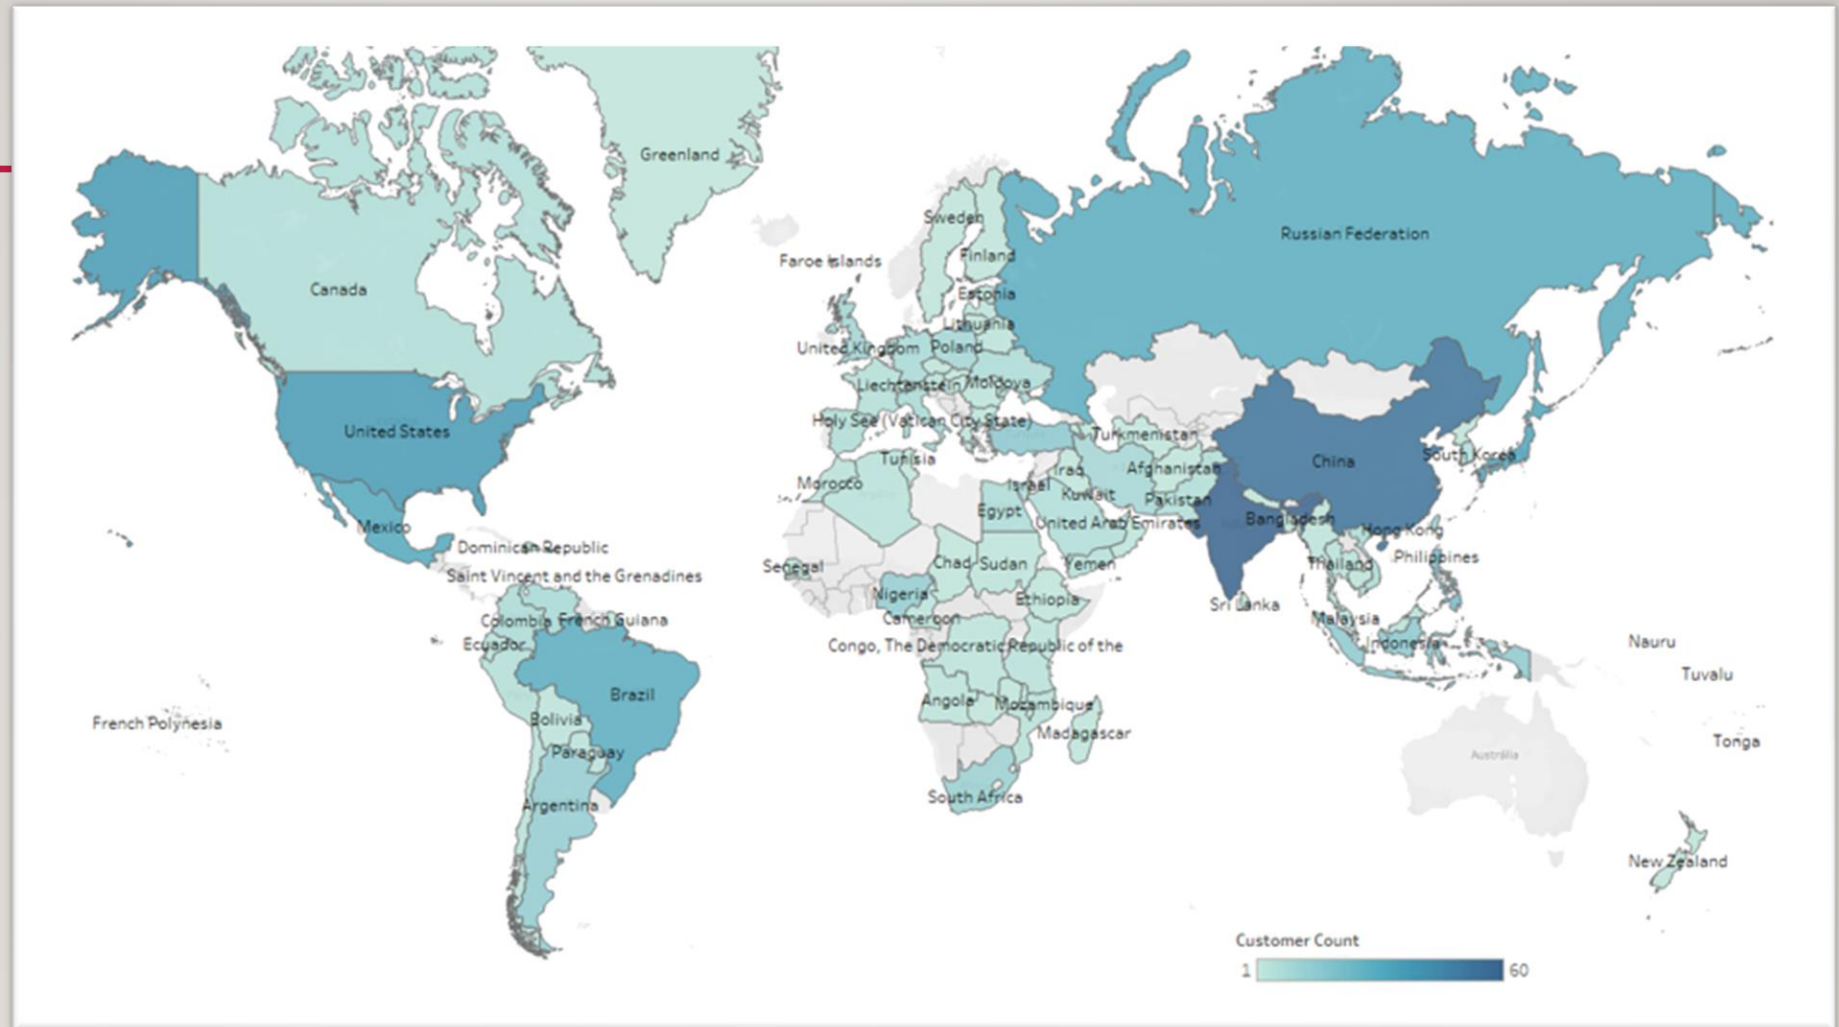 Greenland
Sweden
Russian Federation
Finland
Faroe Islands
Canada
Estonia
Lithuania
United Kingdom
Poland
Liechtenstein
Moldova
Holy See (Vatican City State)
United States
Turkmenistan
Tunisia
China
South Korea
Iraq
Afghanistan
Morocco
Israel
Kuwait
Pakistan
Egypt
Bangladesh
Mexico
United Arab Emirates
Hong Kong
Dominican Republic
Philippines
Senegal
Chad
Sudan
Yemen
Thailand
Saint Vincent and the Grenadines
Nigeria
Ethiopia
Sri Lanka
Colombia
French Guiana
Cameroon
Malaysia
Ecuador
Congo, The Democratic Republic of the
Indonesia
Nauru
Tuvalu
Brazil
Angola
Mozambique
French Polynesia
Bolivia
Madagascar
Tonga
Paraguay
Australia
Argentina
South Africa
New Zealand
Customer Count
1
60